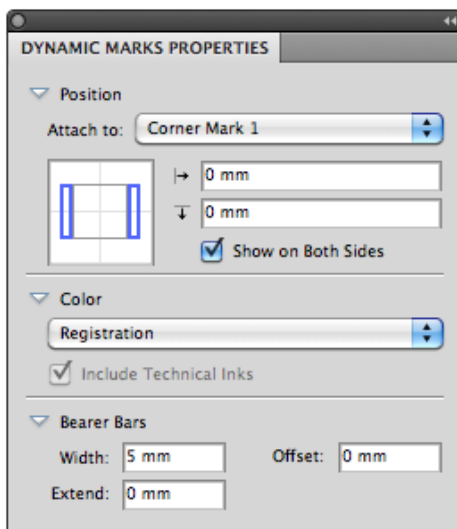 DYNAMIC MARKS PROPERTIES
Position
Attach to: Corner Mark 1
0 mm
0 mm
Show on Both Sides
Color
Registration
Include Technical Inks
Bearer Bars
Width: 5 mm Offset: 0 mm
Extend: 0 mm